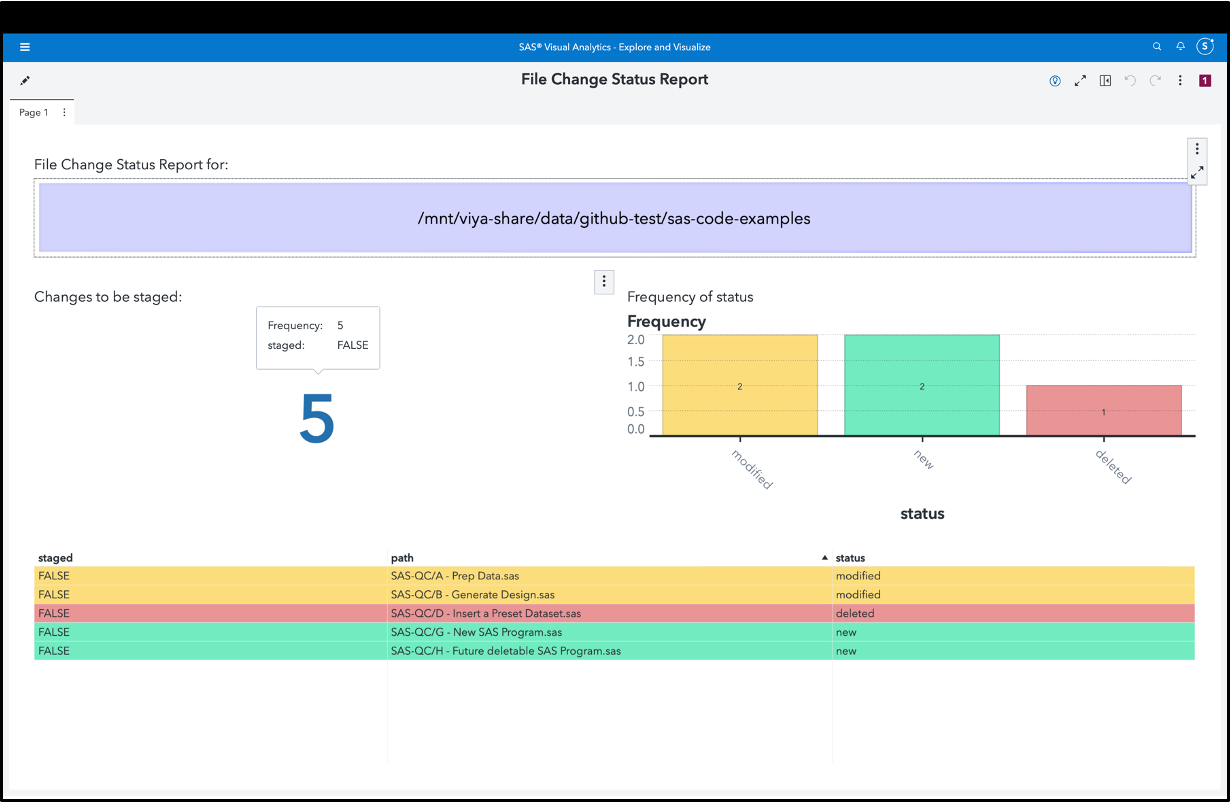 SAS® Visual Analytics - Explore and Visualize
S
File Change Status Report
1
Page 1
File Change Status Report for:
/mnt/viya-share/data/github-test/sas-code-examples
Changes to be staged:
Frequency: 5
staged: FALSE
5
Frequency of status
Frequency
2.0
1.5
1.0
0.5
0.0
2
2
1
modified
new
deleted
status
staged path status
FALSE SAS-QC/A - Prep Data.sas modified
FALSE SAS-QC/B - Generate Design.sas modified
FALSE SAS-QC/D - Insert a Preset Dataset.sas deleted
FALSE SAS-QC/G - New SAS Program.sas new
FALSE SAS-QC/H - Future deletable SAS Program.sas new